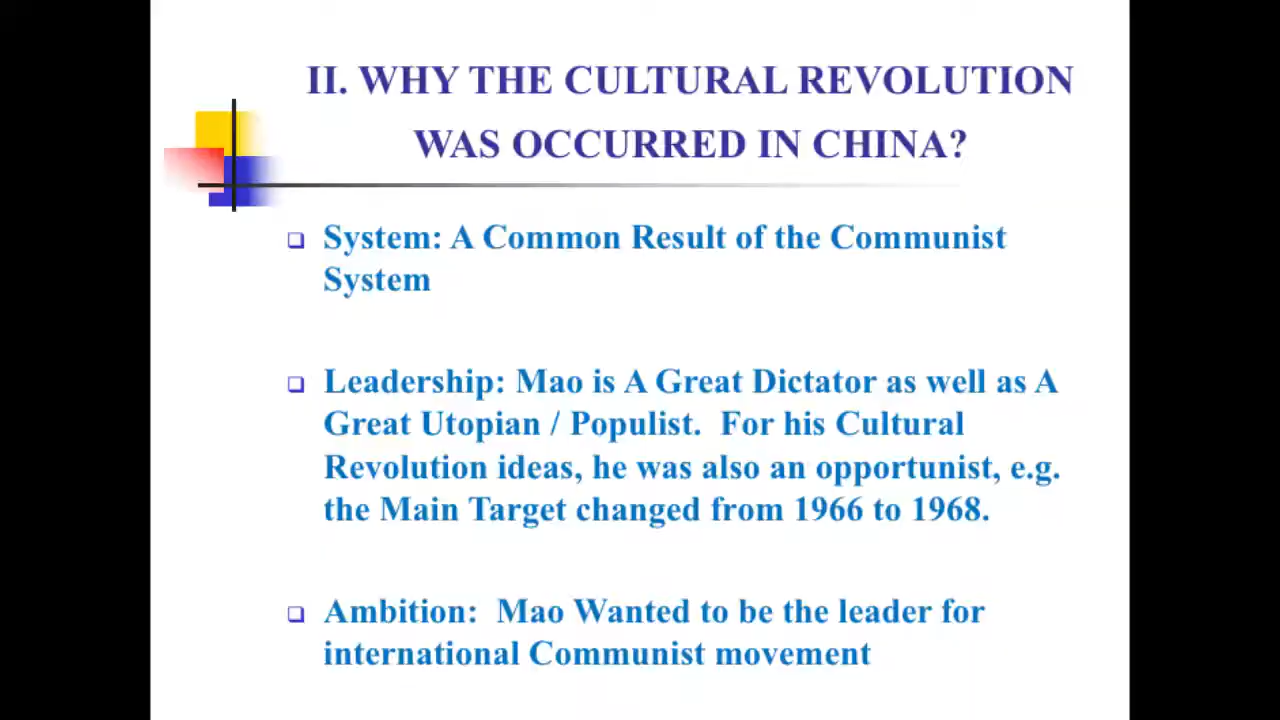 II. WHY THE CULTURAL REVOLUTION
WAS OCCURRED IN CHINA?
System: A Common Result of the Communist
System
Leadership: Mao is A Great Dictator as well as A
Great Utopian / Populist.  For his Cultural
Revolution ideas, he was also an opportunist, e.g.
the Main Target changed from 1966 to 1968.
Ambition:  Mao Wanted to be the leader for
international Communist movement